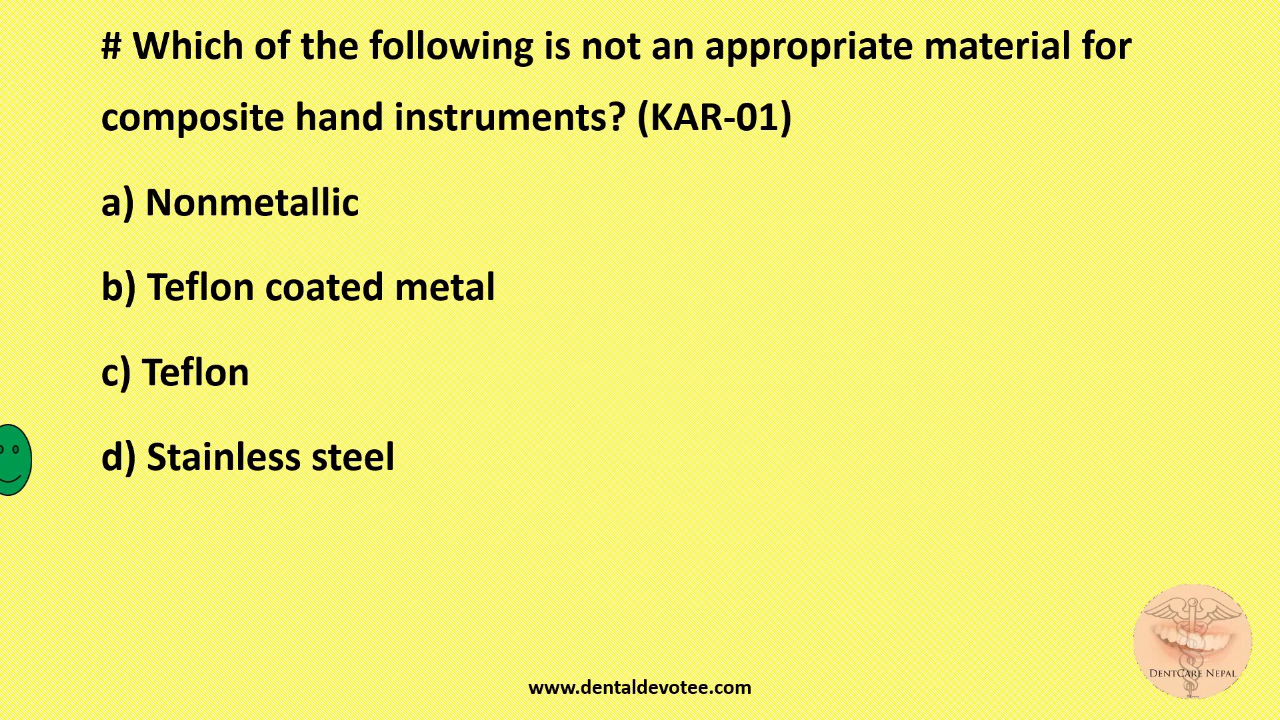 # Which of the following is not an appropriate material for
composite hand instruments? (KAR-01)
a) Nonmetallic
b) Teflon coated metal
c) Teflon
d) Stainless steel
DENTCARE NEPAL
www.dentaldevotee.com